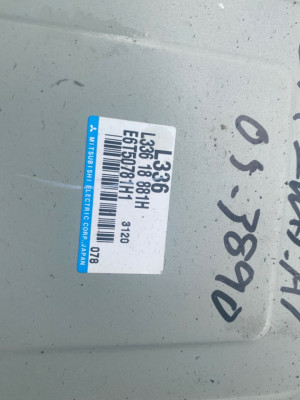 L336
L336 18 881H
E6T50781H1
3120
078
MITSUBISHI ELECTRIC CORP. JAPAN
05-3890